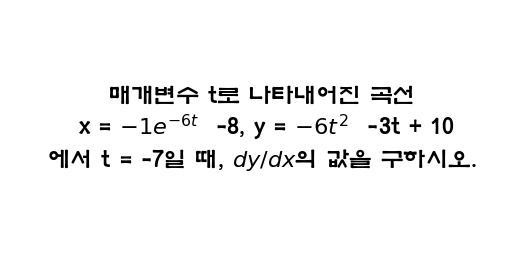 매개변수 t로 나타내어진 곡선
x = $-1e^{-6t}$ -8, y = $-6t^2$ -3t + 10
에서 t = -7일 때, $dy/dx$의 값을 구하시오.